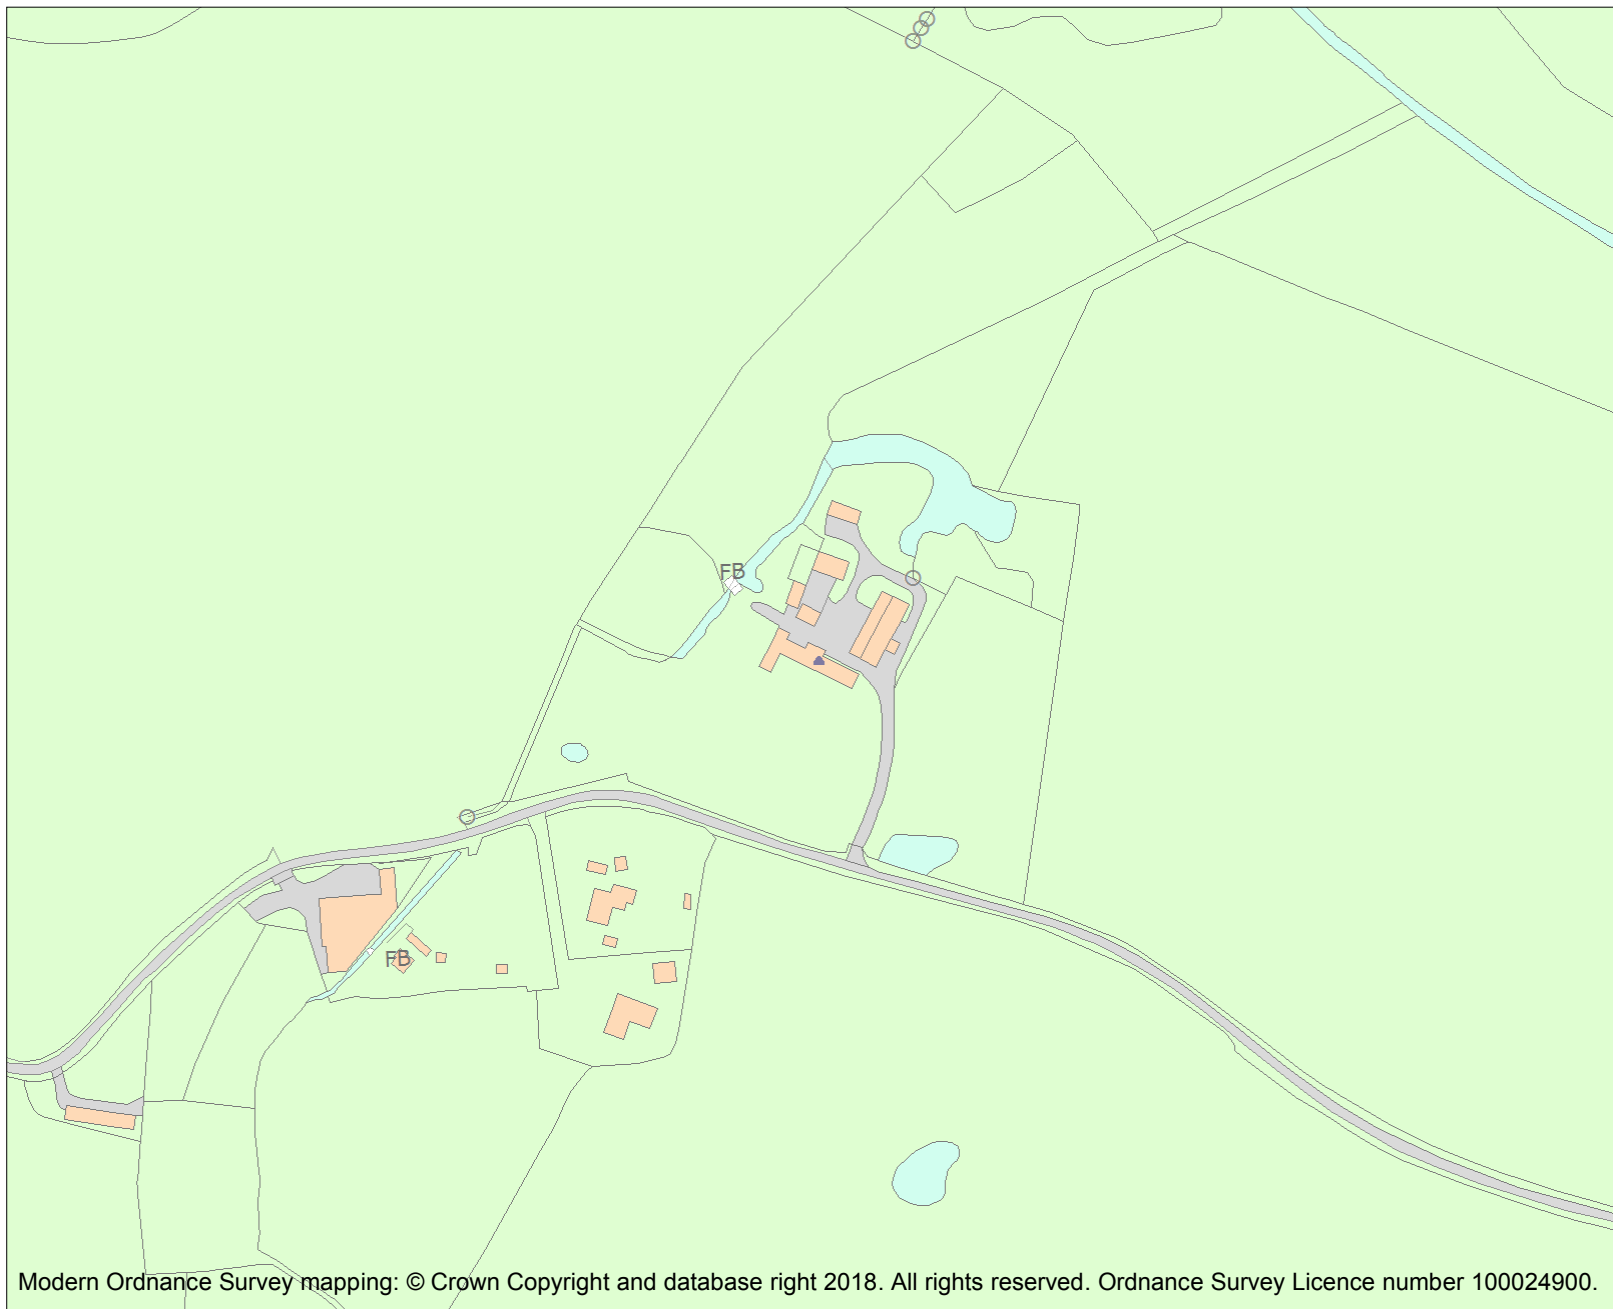 FB
FB
Modern Ordnance Survey mapping: © Crown Copyright and database right 2018. All rights reserved. Ordnance Survey Licence number 100024900.